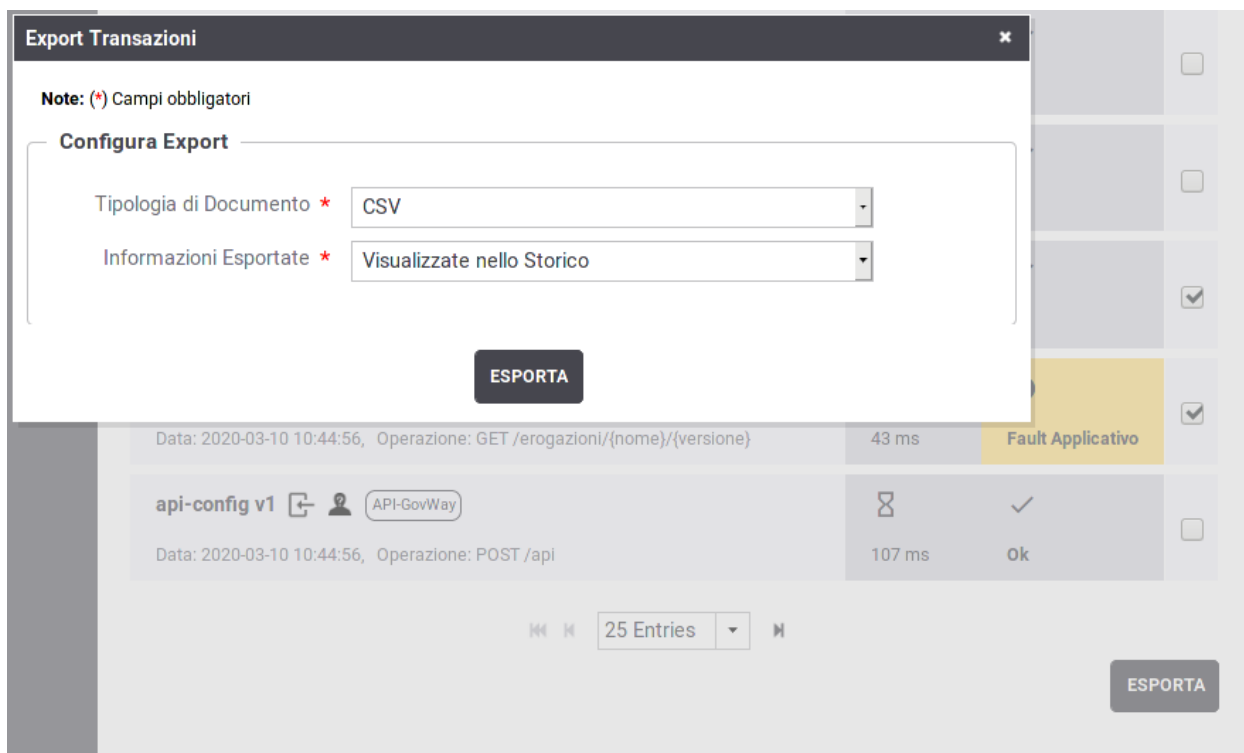 Export Transazioni
Note: (*) Campi obbligatori
Configura Export
Tipologia di Documento * CSV
Informazioni Esportate * Visualizzate nello Storico
ESPORTA
Data: 2020-03-10 10:44:56, Operazione: GET /erogazioni/{nome}/{versione} 43 ms Fault Applicativo
api-config v1 API-GovWay
Data: 2020-03-10 10:44:56, Operazione: POST /api 107 ms Ok
25 Entries
ESPORTA